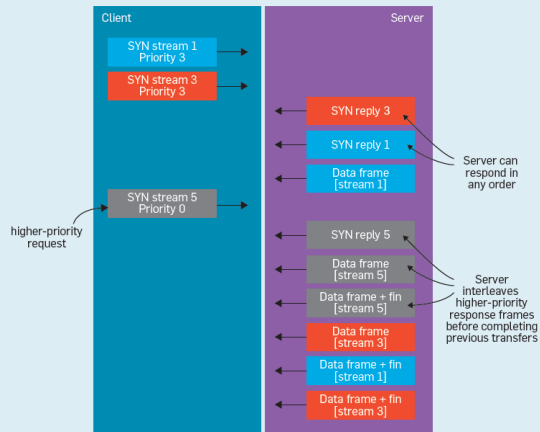 Client
Server
SYN stream 1
Priority 3
SYN stream 3
Priority 3
SYN reply 3
SYN reply 1
Data frame
[stream 1]
Server can
respond in
any order
SYN stream 5
Priority 0
higher-priority
request
SYN reply 5
Data frame
[stream 5]
Data frame + fin
[stream 5]
Server
interleaves
higher-priority
response frames
before completing
previous transfers
Data frame
[stream 3]
Data frame + fin
[stream 1]
Data frame + fin
[stream 3]